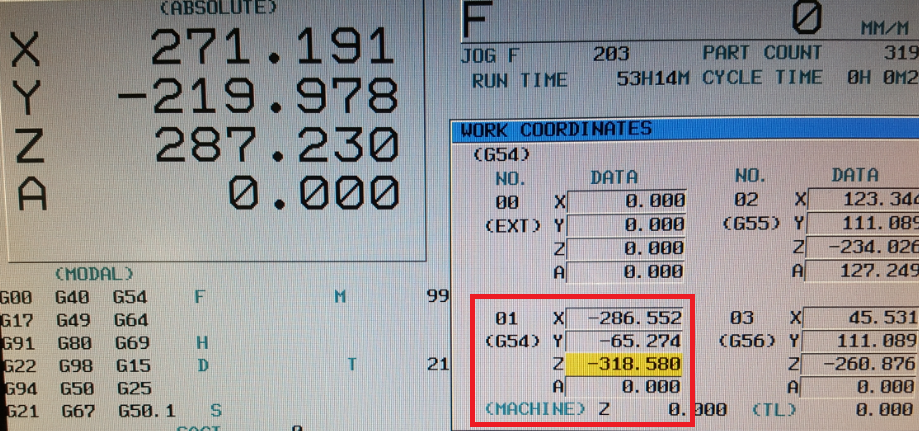 (ABSOLUTE)
X 271.191
Y -219.978
Z 287.230
A 0.000
(MODAL)
G00 G40 G54 F M 99
G17 G49 G64
G91 G80 G69 H
G22 G98 G15 D T 21
G94 G50 G25
G21 G67 G50.1 S
F 0 MM/M
JOG F 203 PART COUNT 319
RUN TIME 53H14M CYCLE TIME 0H 0M2
WORK COORDINATES
(G54)
NO. DATA NO. DATA
00 X 0.000 02 X 123.344
(EXT) Y 0.000 (G55) Y 111.089
Z 0.000 Z -234.026
A 0.000 A 127.249
01 X -286.552 03 X 45.531
(G54) Y -65.274 (G56) Y 111.089
Z -318.580 Z -260.876
A 0.000 A 0.000
(MACHINE) Z 0.000 (TL) 0.000